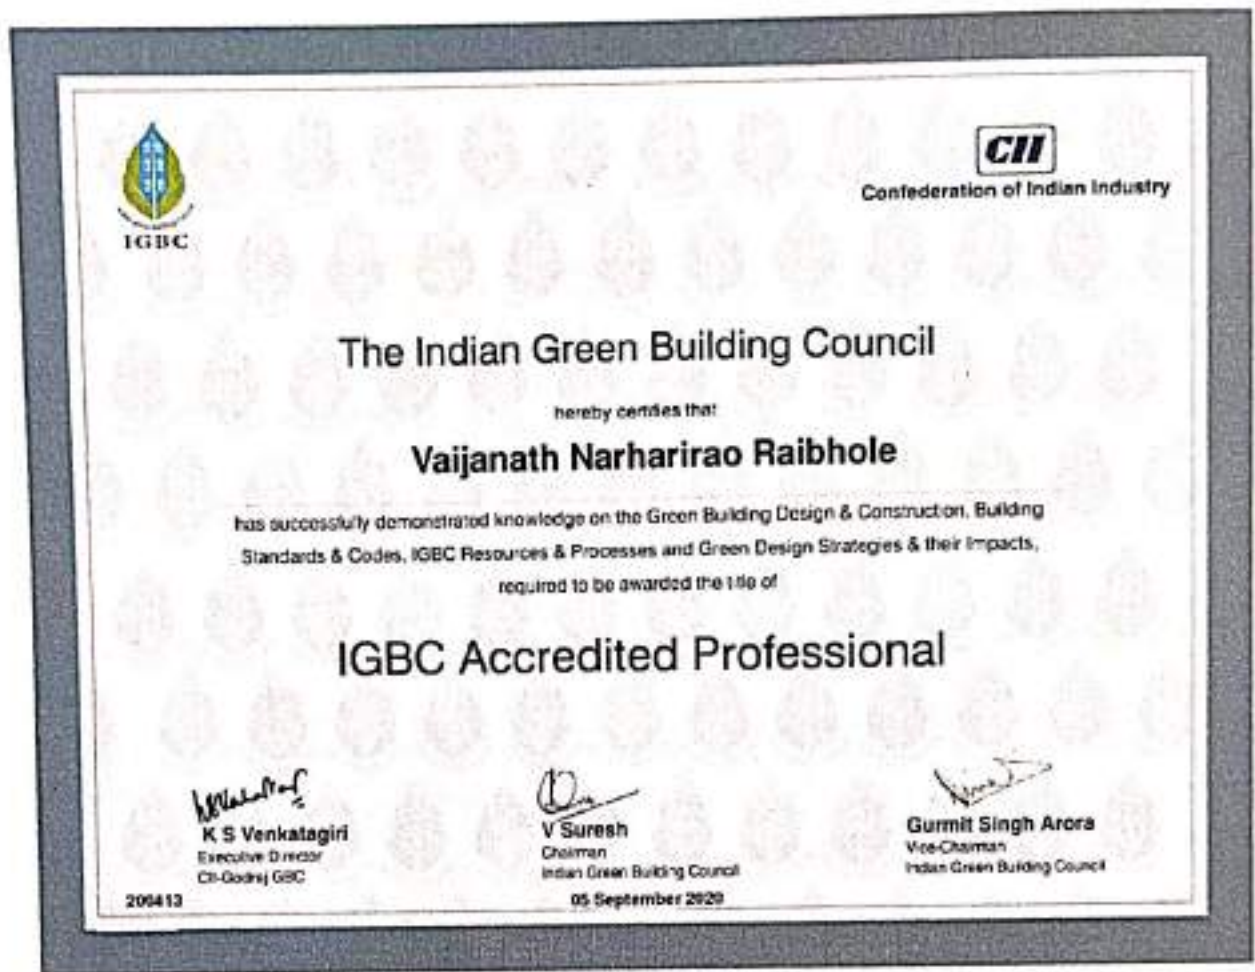 IGBC
CII
Confederation of Indian Industry
The Indian Green Building Council
hereby certifies that
Vaijanath Narharirao Raibhole
has successfully demonstrated knowledge on the Green Building Design & Construction, Building
Standards & Codes, IGBC Resources & Processes and Green Design Strategies & their Impacts,
required to be awarded the title of
IGBC Accredited Professional
K S Venkatagiri
Executive Director
CII-Godrej GBC
V Suresh
Chairman
Indian Green Building Council
Gurmit Singh Arora
Vice-Chairman
Indian Green Building Council
200413
05 September 2020